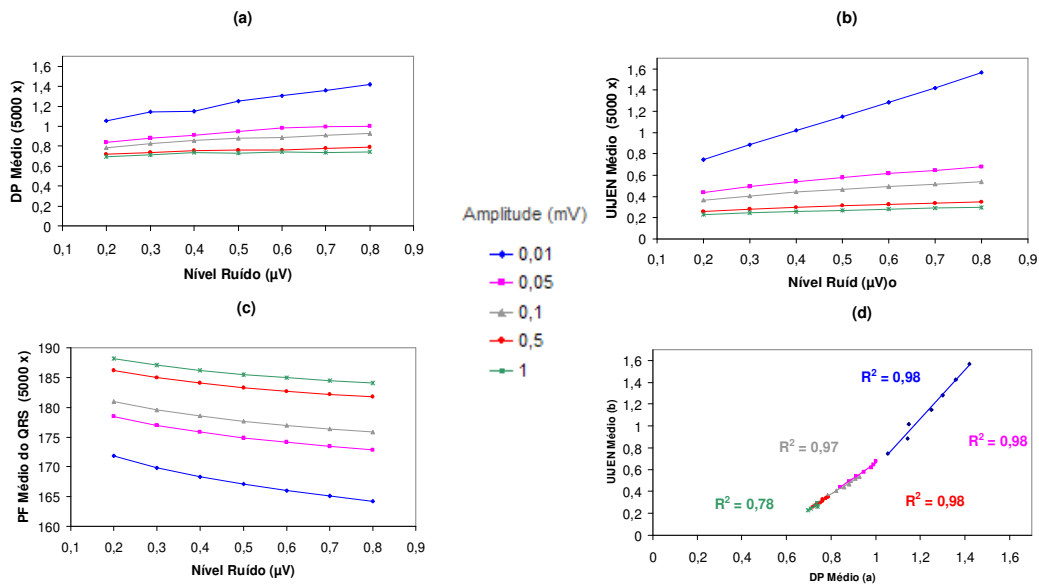 (a)
DP Médio (5000 x)
1,6
1,4
1,2
1
0,8
0,6
0,4
0,2
0
0,1 0,2 0,3 0,4 0,5 0,6 0,7 0,8 0,9
Nível Ruído (µV)
(b)
UIJEN Médio (5000 x)
1,6
1,4
1,2
1
0,8
0,6
0,4
0,2
0
0,1 0,2 0,3 0,4 0,5 0,6 0,7 0,8 0,9
Nível Ruíd (µV)o
Amplitude (mV)
0,01
0,05
0,1
0,5
1
(c)
PF Médio do QRS (5000 x)
190
185
180
175
170
165
160
0,1 0,2 0,3 0,4 0,5 0,6 0,7 0,8 0,9
Nível Ruído (µV)
(d)
UIJEN Médio (b)
1,6
1,4
1,2
1
0,8
0,6
0,4
0,2
0
R² = 0,98
R² = 0,97
R² = 0,98
R² = 0,78
R² = 0,98
0 0,2 0,4 0,6 0,8 1 1,2 1,4 1,6
DP Médio (a)